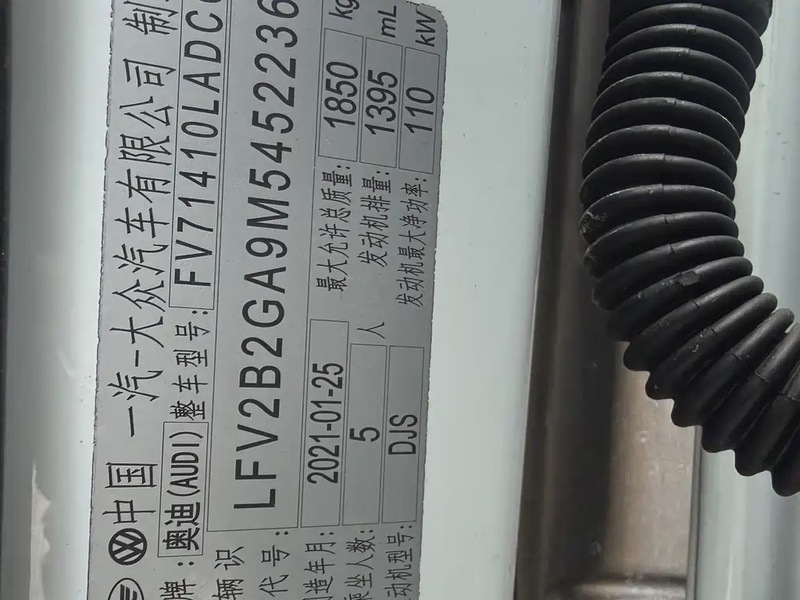 中国 一汽-大众汽车有限公司 制
牌: 奥迪(AUDI) 整车型号: FV71410LADC
辆识
代号: LFV2B2GA9M5452236
造年月: 2021-01-25 最大允许总质量: 1850 kg
乘坐人数: 5 人 发动机排量: 1395 mL
动机型号: DJS 发动机最大净功率: 110 kW